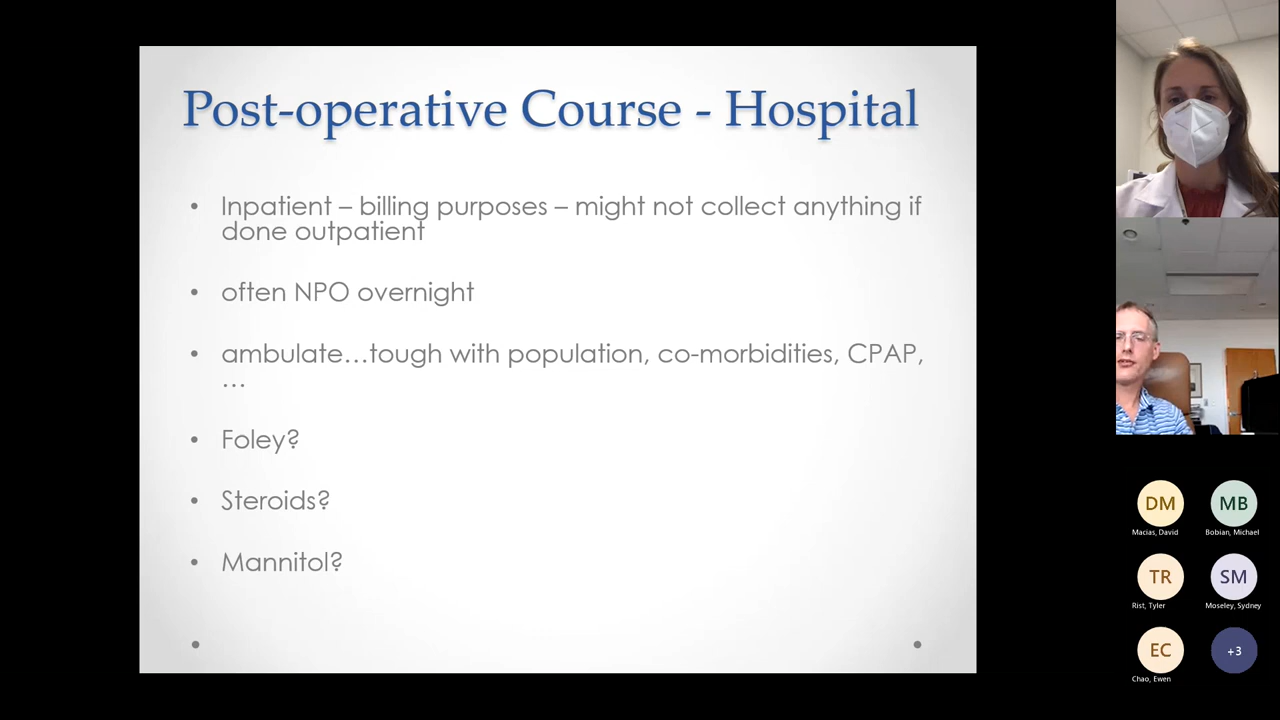 Post-operative Course - Hospital
• Inpatient – billing purposes – might not collect anything if
done outpatient
• often NPO overnight
• ambulate…tough with population, co-morbidities, CPAP,
…
• Foley?
• Steroids?
• Mannitol?
DM
MB
Macias, David
Bobian, Michael
TR
SM
Rist, Tyler
Moseley, Sydney
EC
+3
Chao, Ewen